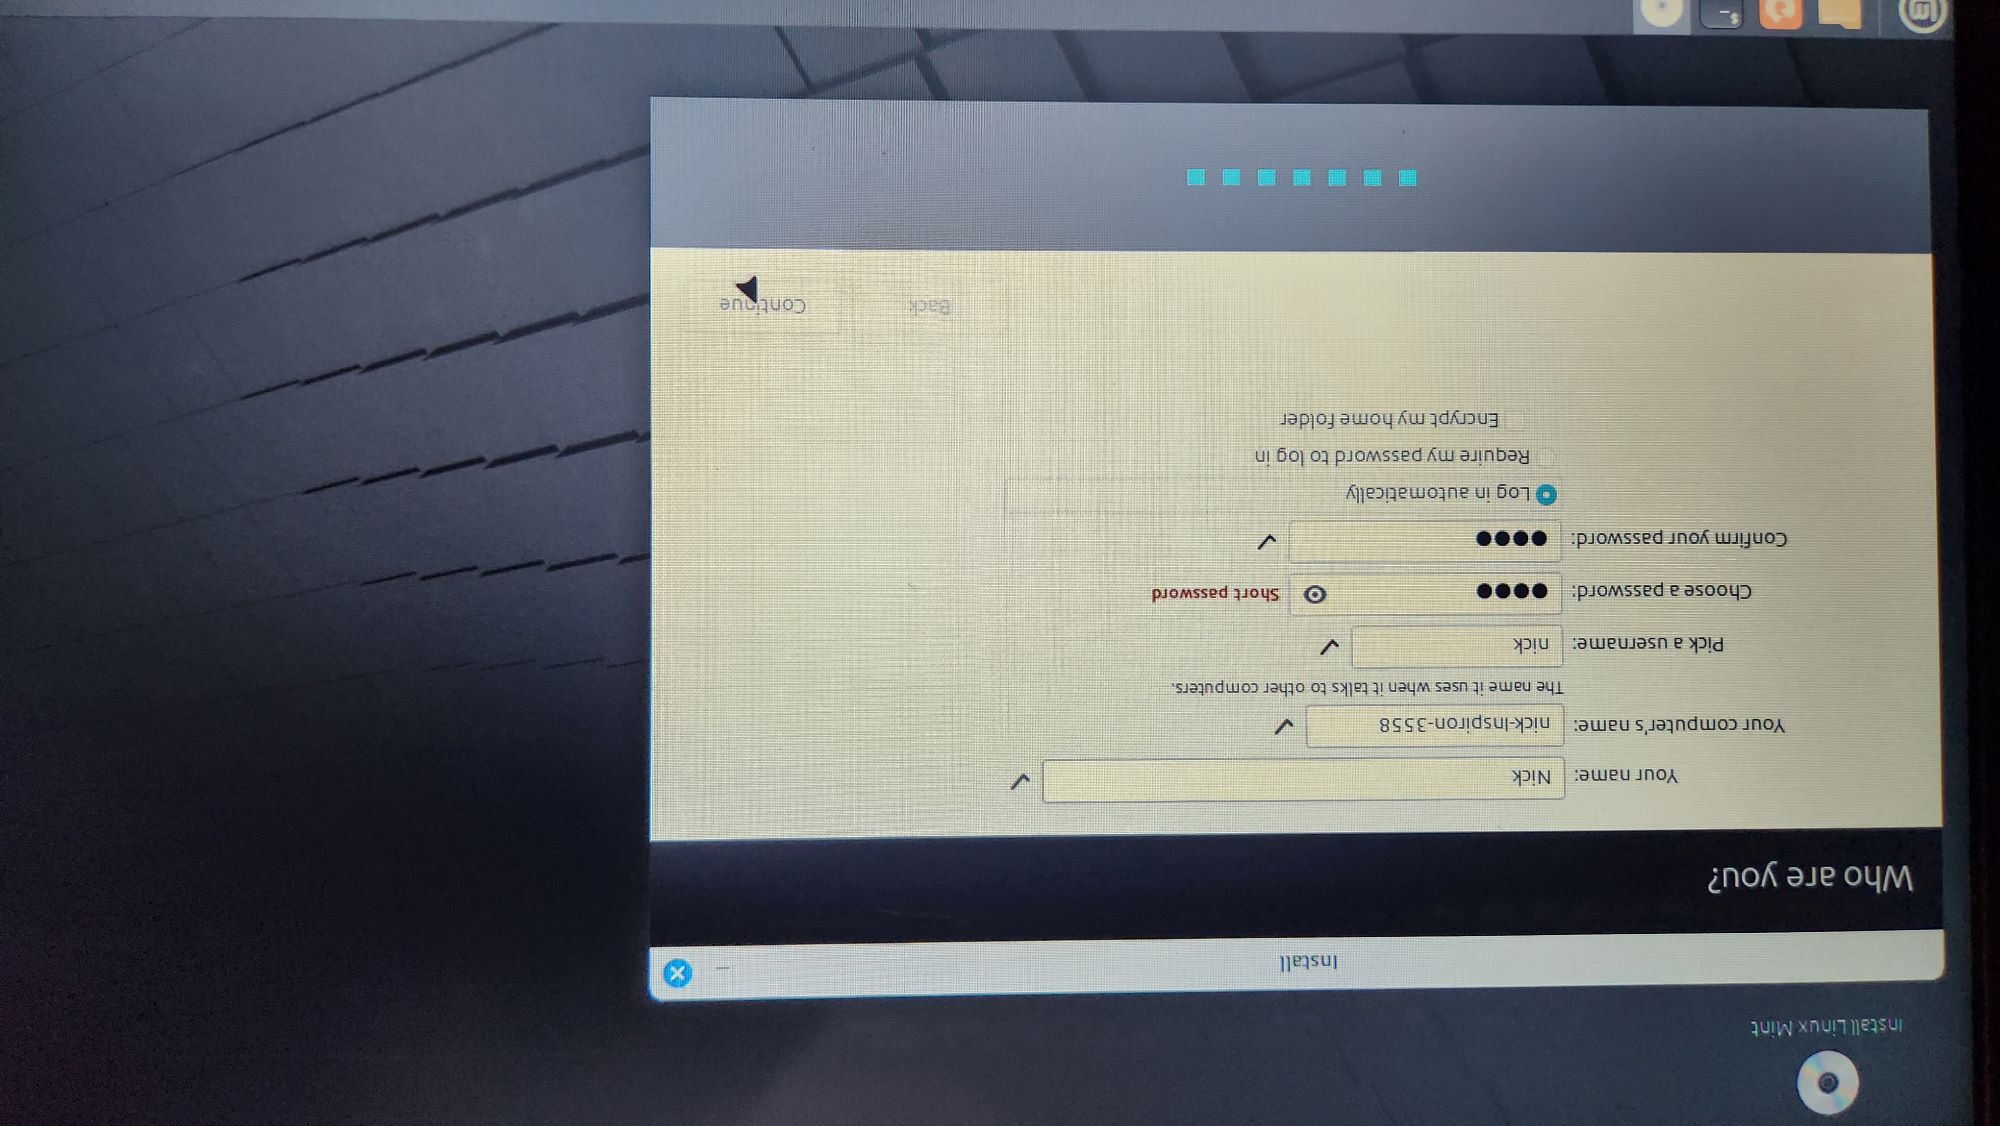 Install Linux Mint
Install
Who are you?
Your name: Nick
Your computer's name: nick-Inspiron-3558
The name it uses when it talks to other computers.
Pick a username: nick
Choose a password: ●●●● Short password
Confirm your password: ●●●●
Log in automatically
Require my password to log in
Encrypt my home folder
Back Continue
lm $_